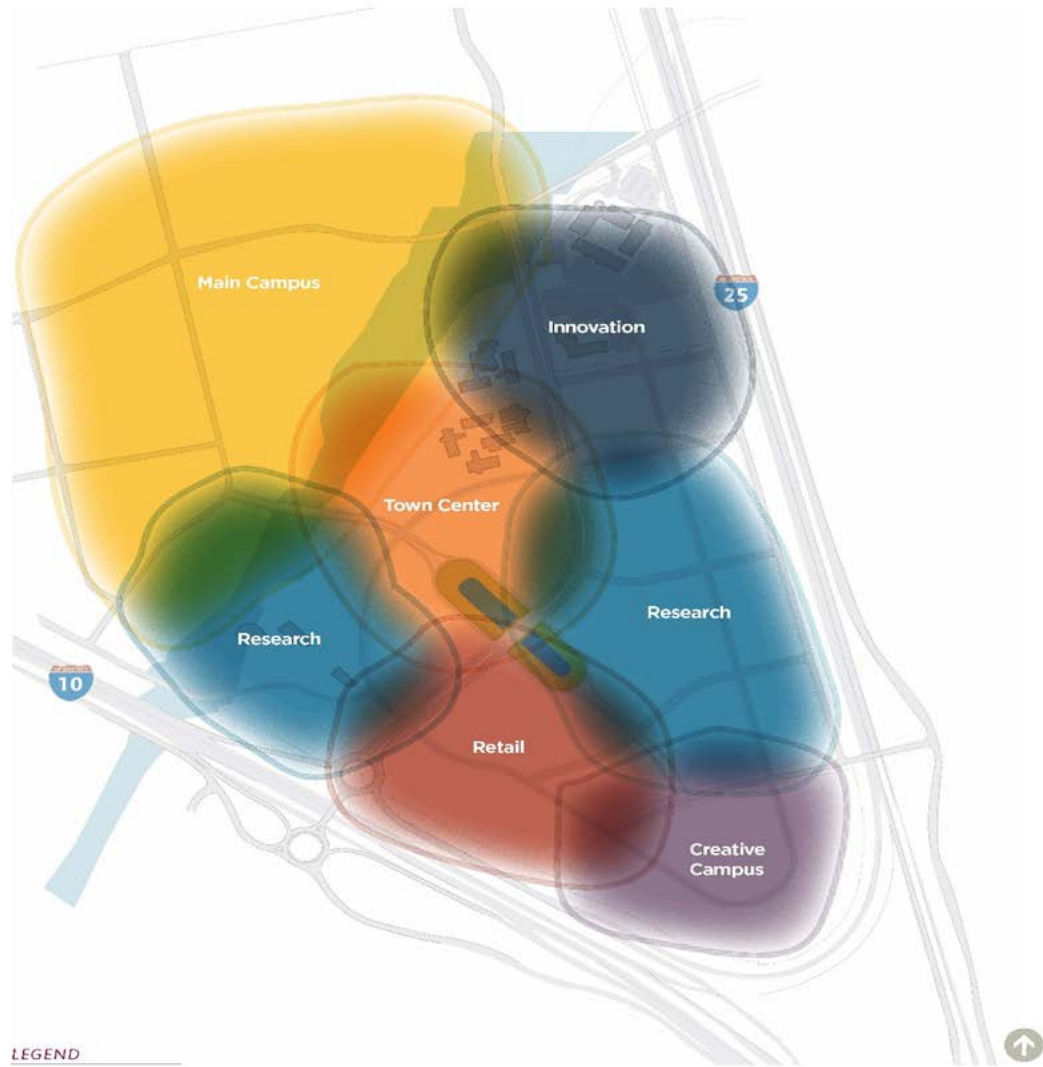 Main Campus
25
Innovation
Town Center
Research
Research
10
Retail
Creative
Campus
LEGEND